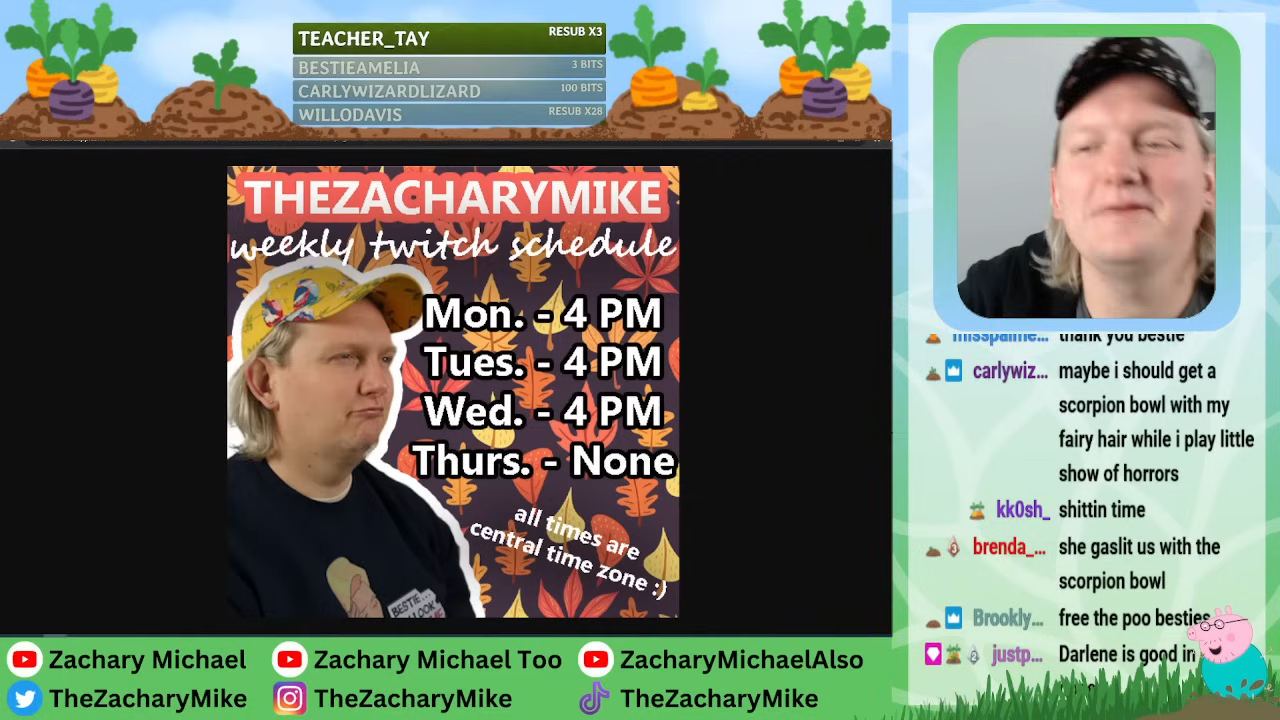 TEACHER_TAY RESUB X3
BESTIEAMELIA 3 BITS
CARLYWIZARDLIZARD 100 BITS
WILLODAVIS RESUB X28
THEZACHARYMIKE
weekly twitch schedule
Mon. - 4 PM
Tues. - 4 PM
Wed. - 4 PM
Thurs. - None
all times are
central time zone :)
BESTIE...
thank you bestie
carlywiz... maybe i should get a
scorpion bowl with my
fairy hair while i play little
show of horrors
kk0sh_ shittin time
brenda_... she gaslit us with the
scorpion bowl
Brookly... free the poo besties
justp... Darlene is good in
Zachary Michael
Zachary Michael Too
ZacharyMichaelAlso
TheZacharyMike
TheZacharyMike
TheZacharyMike